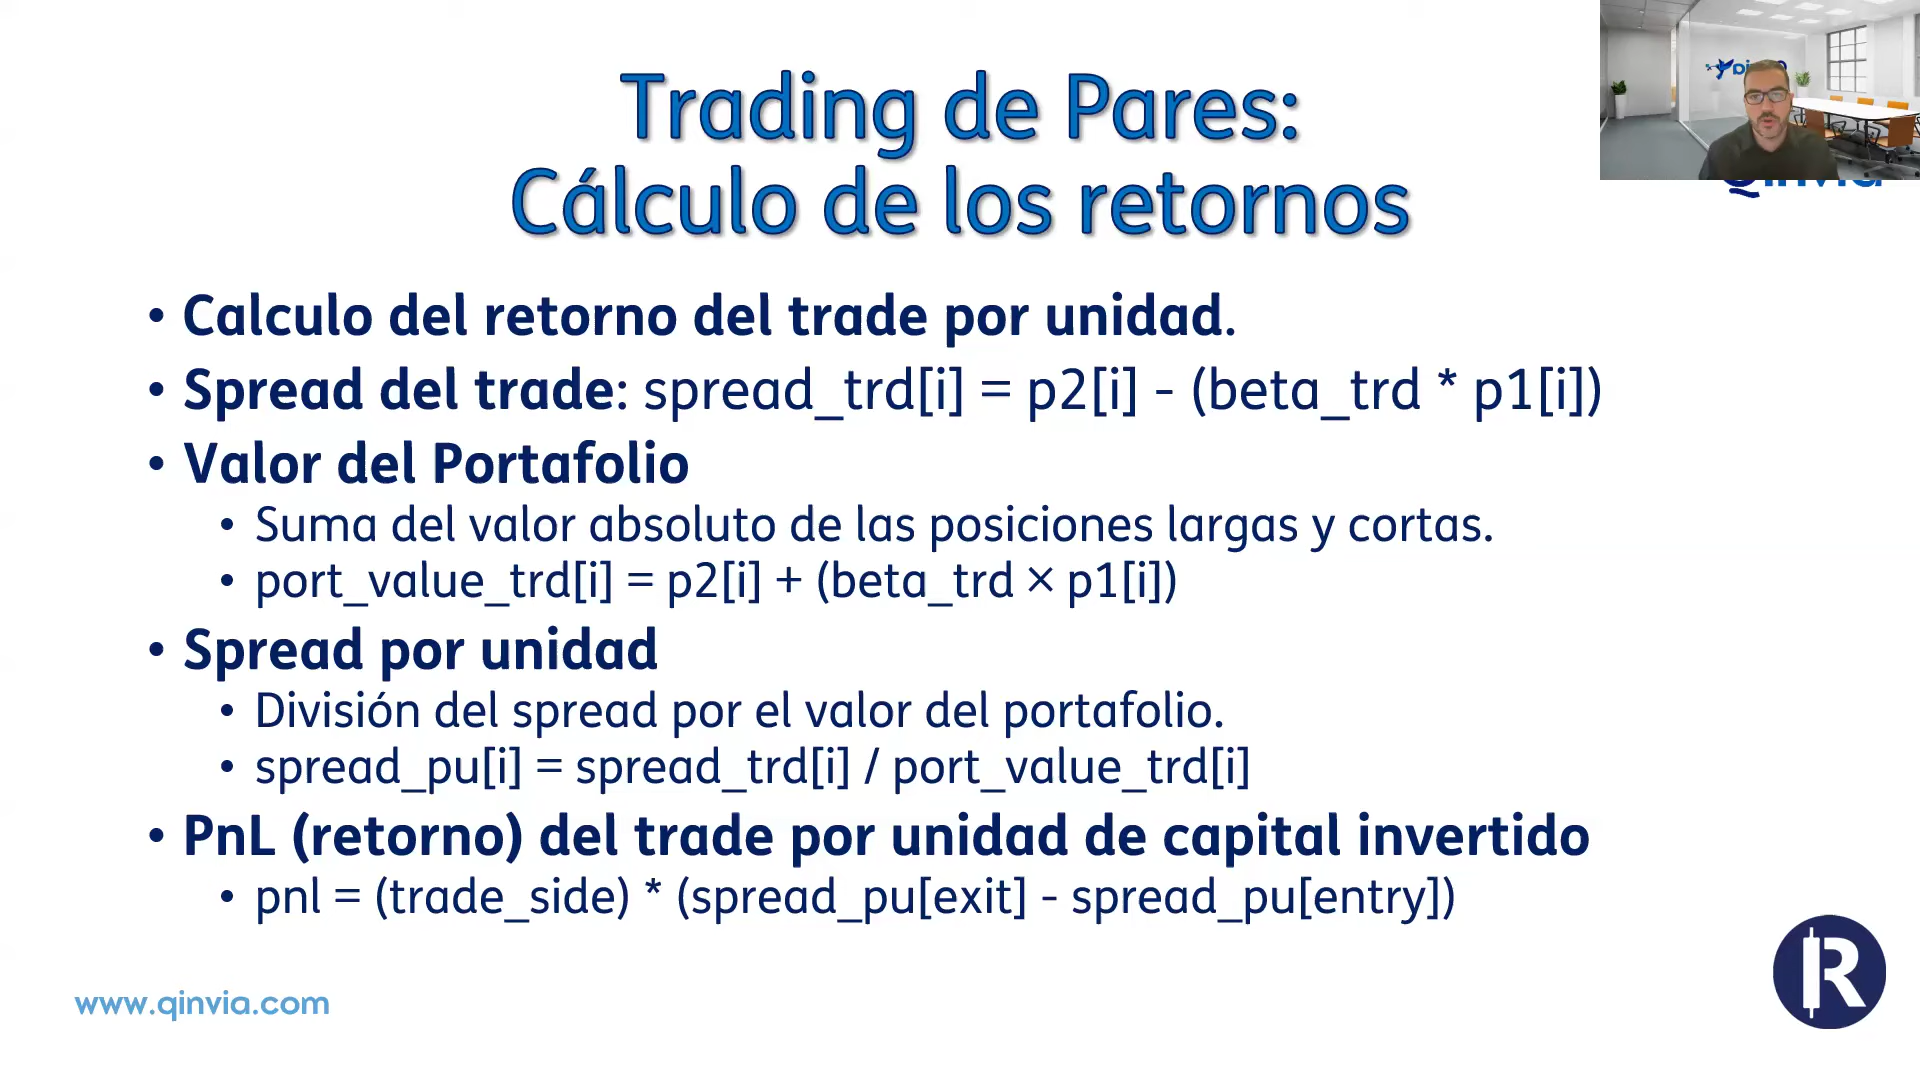 Trading de Pares:
Cálculo de los retornos
• Calculo del retorno del trade por unidad.
• Spread del trade: spread_trd[i] = p2[i] - (beta_trd * p1[i])
• Valor del Portafolio
• Suma del valor absoluto de las posiciones largas y cortas.
• port_value_trd[i] = p2[i] + (beta_trd × p1[i])
• Spread por unidad
• División del spread por el valor del portafolio.
• spread_pu[i] = spread_trd[i] / port_value_trd[i]
• PnL (retorno) del trade por unidad de capital invertido
• pnl = (trade_side) * (spread_pu[exit] - spread_pu[entry])
www.qinvia.com
R